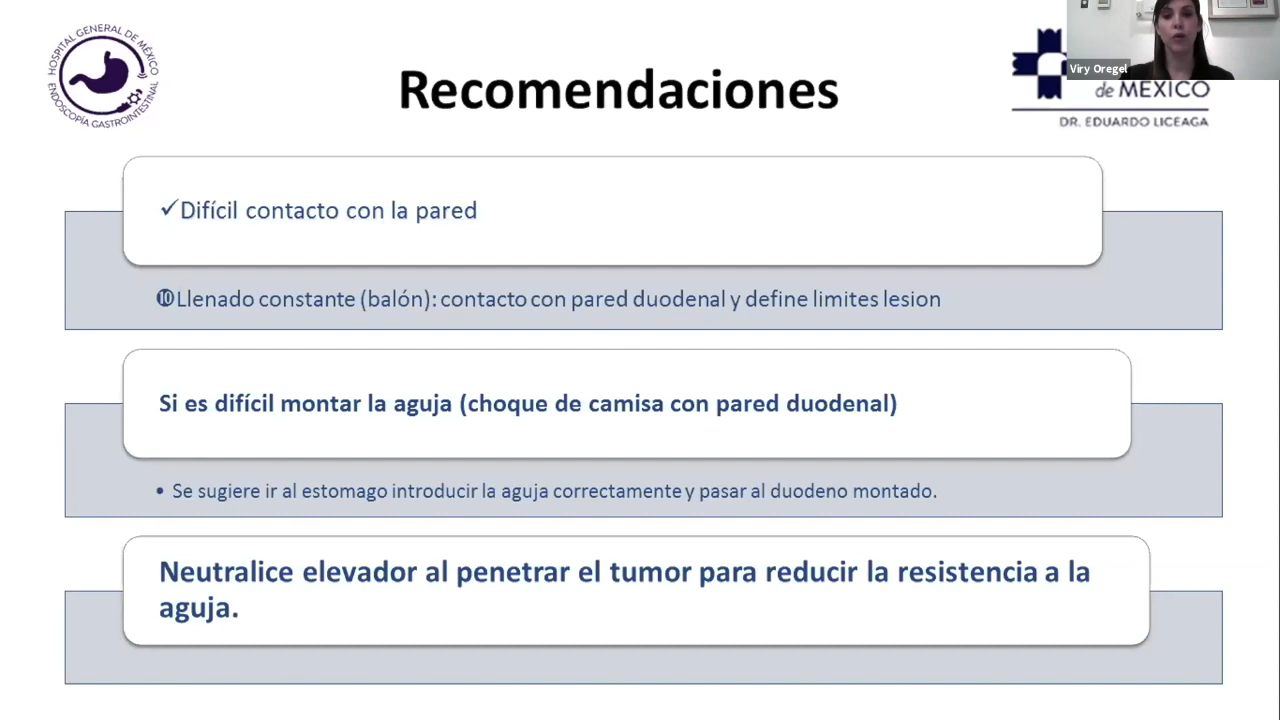 HOSPITAL GENERAL DE MÉXICO
ENDOSCOPÍA GASTROINTESTINAL
Recomendaciones
Viry Oregel
de MÉXICO
DR. EDUARDO LICEAGA
✓Difícil contacto con la pared
⓾Llenado constante (balón): contacto con pared duodenal y define limites lesion
Si es difícil montar la aguja (choque de camisa con pared duodenal)
• Se sugiere ir al estomago introducir la aguja correctamente y pasar al duodeno montado.
Neutralice elevador al penetrar el tumor para reducir la resistencia a la
aguja.